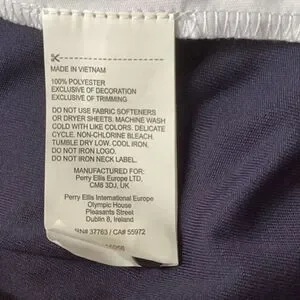 MADE IN VIETNAM
100% POLYESTER
EXCLUSIVE OF DECORATION
EXCLUSIVE OF TRIMMING
DO NOT USE FABRIC SOFTENERS
OR DRYER SHEETS. MACHINE WASH
COLD WITH LIKE COLORS. DELICATE
CYCLE. NON-CHLORINE BLEACH.
TUMBLE DRY LOW. COOL IRON.
DO NOT IRON LOGO.
DO NOT IRON NECK LABEL.
MANUFACTURED FOR:
Perry Ellis Europe LTD,
CM8 3DJ, UK
Perry Ellis International Europe
Olympic House
Pleasants Street
Dublin 8, Ireland
RN# 37763 / CA# 55972